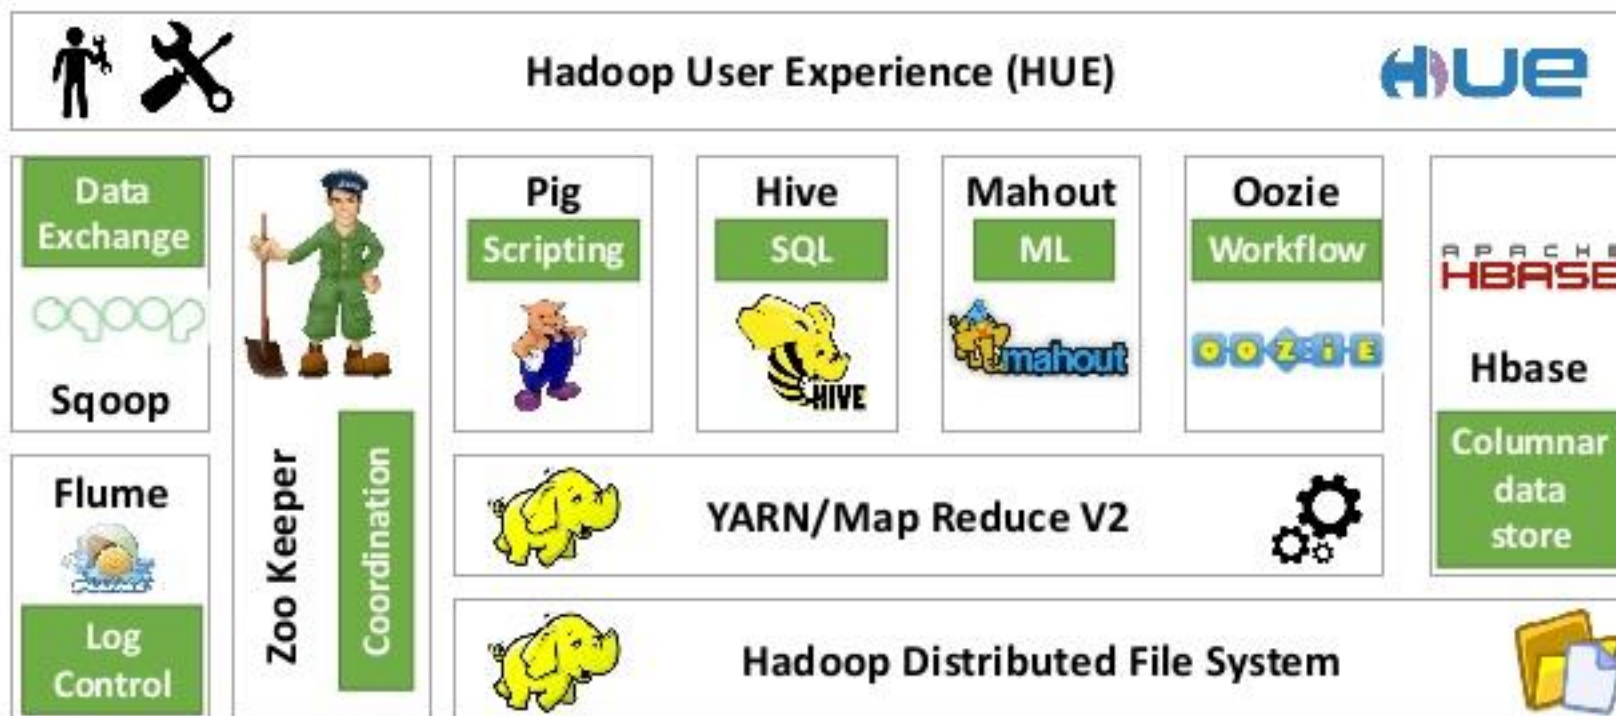 Hadoop User Experience (HUE)
HUE
Data
Exchange
sqoop
Sqoop
Flume
Log
Control
Zoo Keeper
Coordination
Pig
Scripting
Hive
SQL
HIVE
Mahout
ML
mahout
Oozie
Workflow
OOZiE
APACHE
HBASE
Hbase
Columnar
data
store
YARN/Map Reduce V2
Hadoop Distributed File System